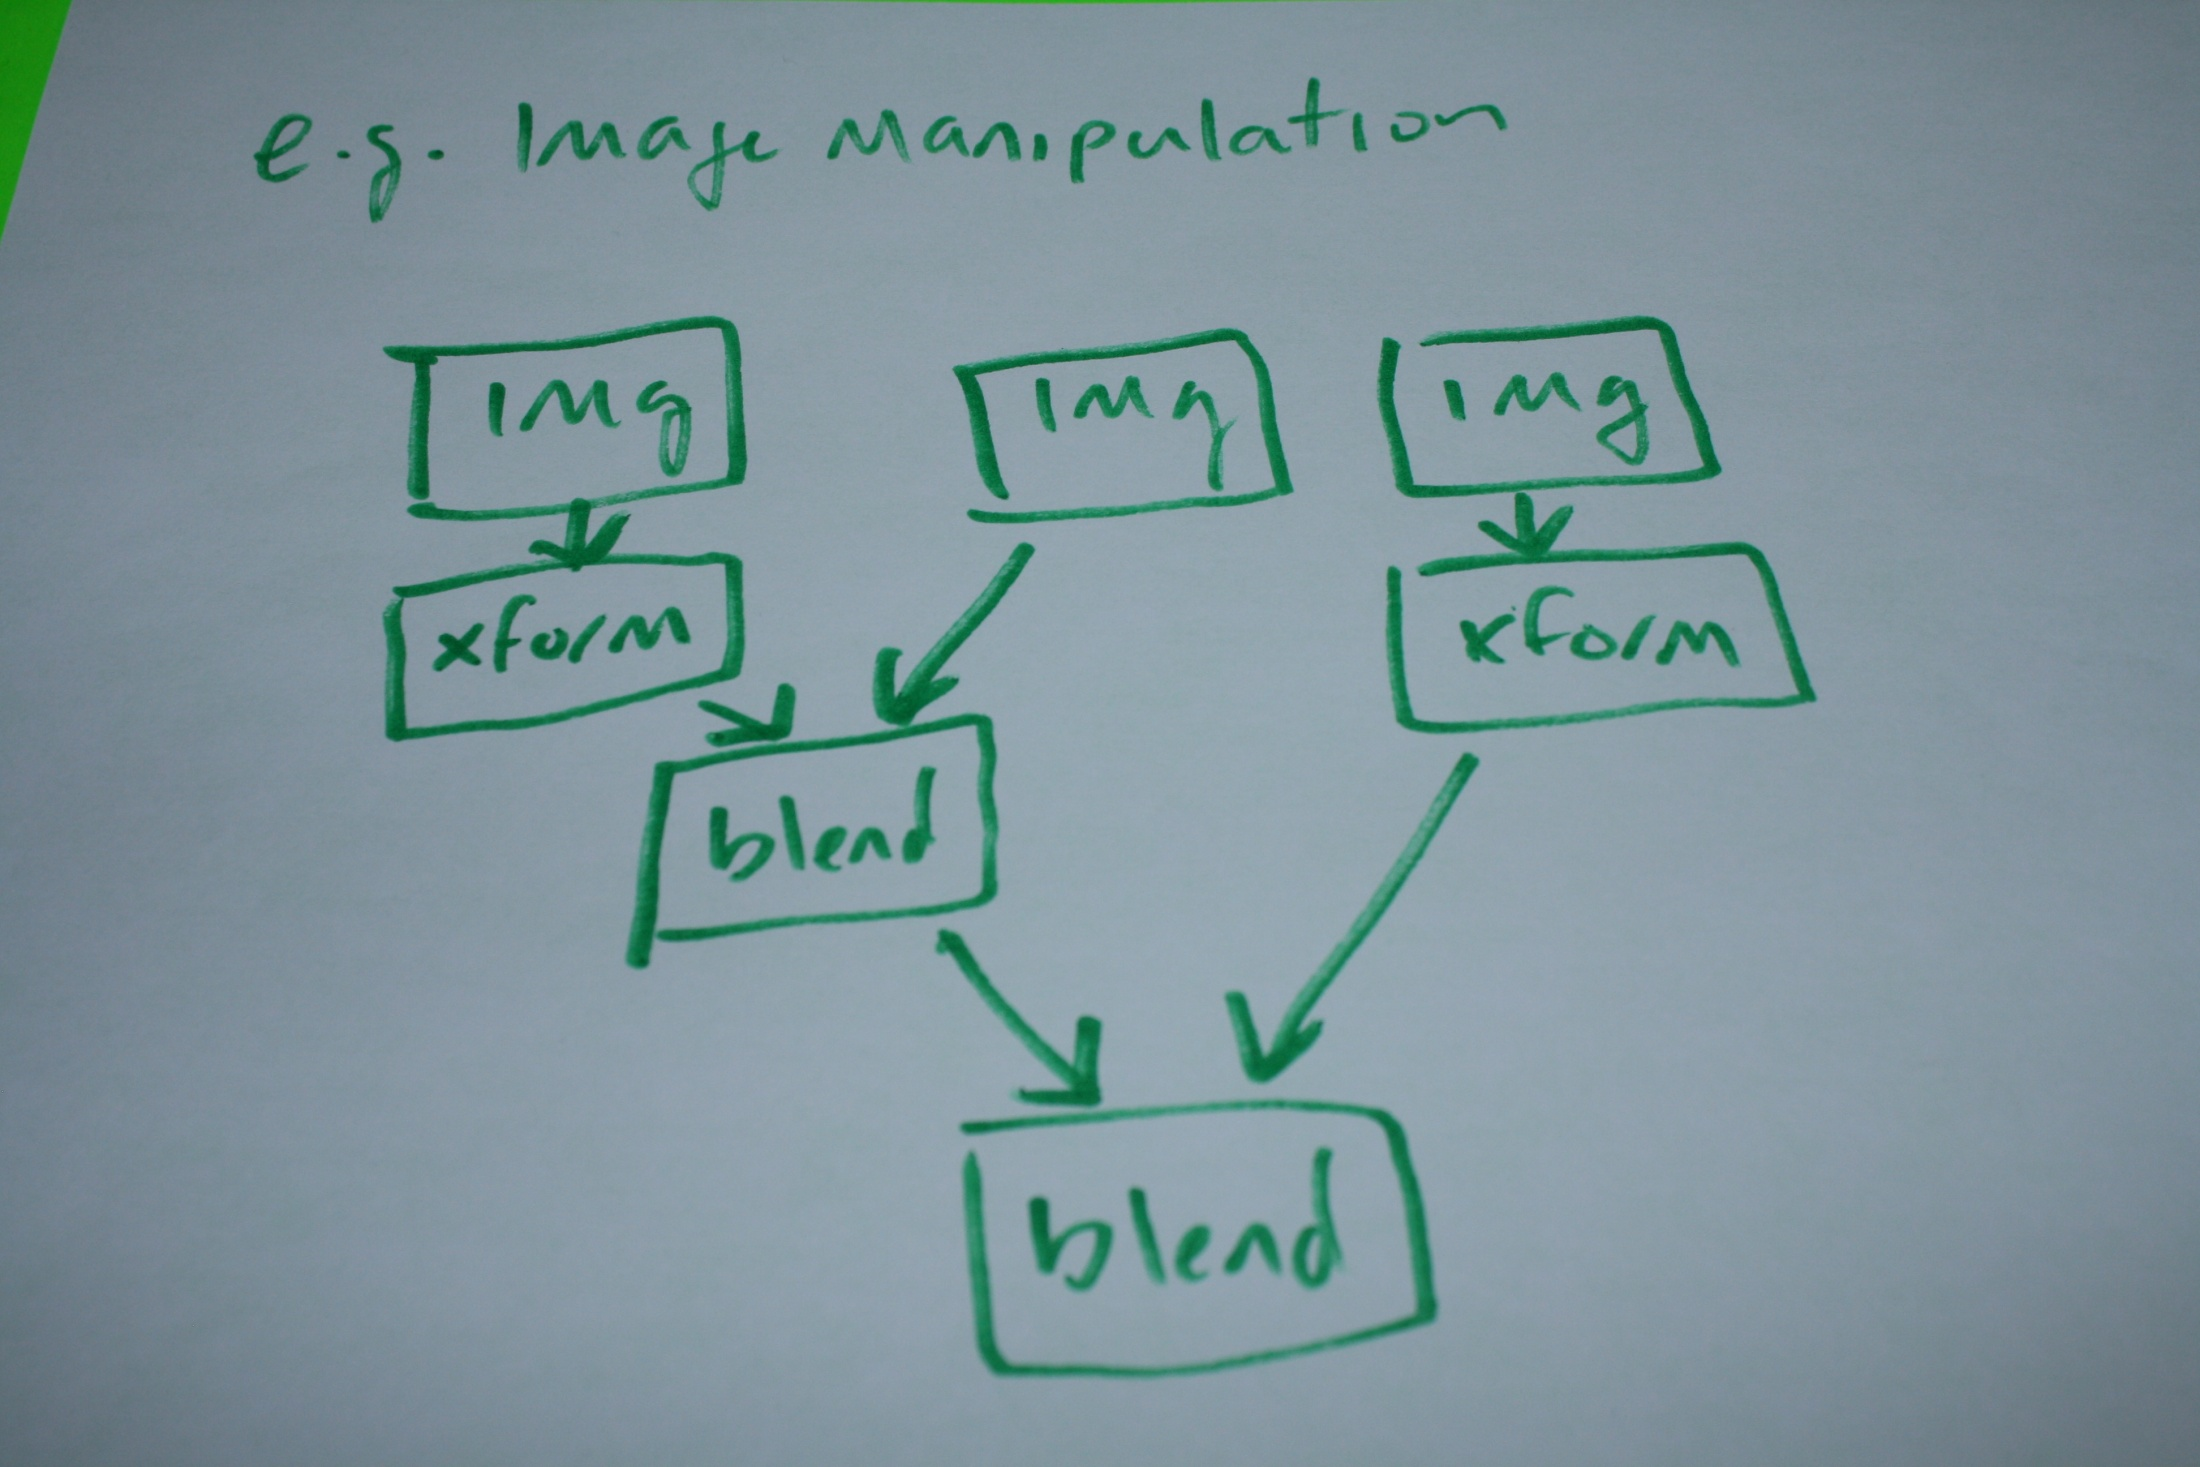 e.g. Image Manipulation
img img img
xform xform
blend
blend